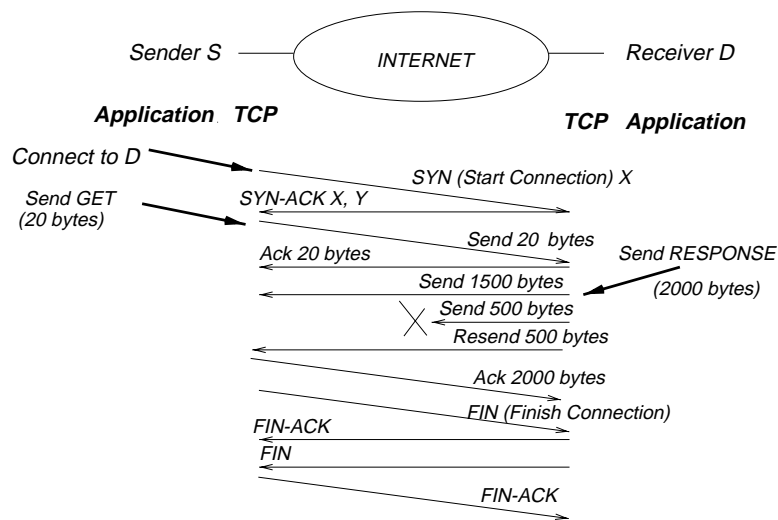 Sender S
INTERNET
Receiver D
Application TCP
TCP Application
Connect to D
SYN (Start Connection) X
SYN-ACK X, Y
Send GET
(20 bytes)
Send 20 bytes
Send RESPONSE
(2000 bytes)
Ack 20 bytes
Send 1500 bytes
Send 500 bytes
Resend 500 bytes
Ack 2000 bytes
FIN (Finish Connection)
FIN-ACK
FIN
FIN-ACK